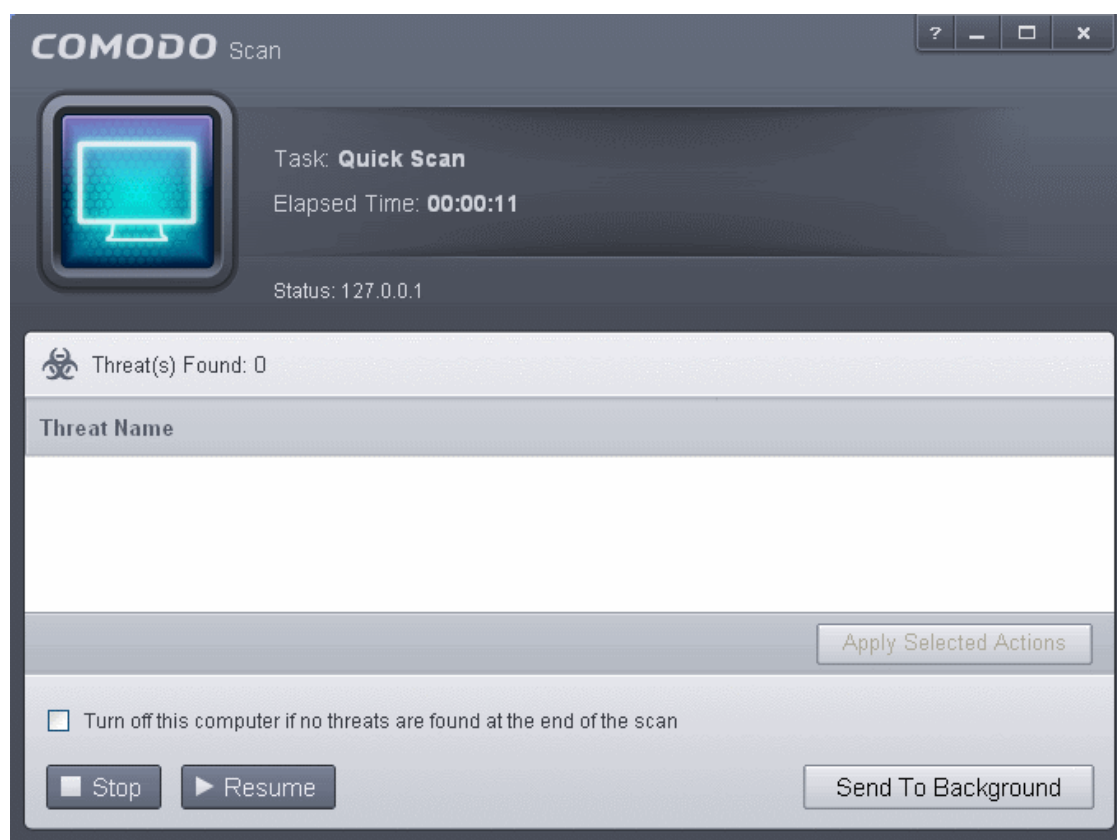 COMODO Scan
?
Task: Quick Scan
Elapsed Time: 00:00:11
Status: 127.0.0.1
Threat(s) Found: 0
Threat Name
Apply Selected Actions
Turn off this computer if no threats are found at the end of the scan
Stop
Resume
Send To Background